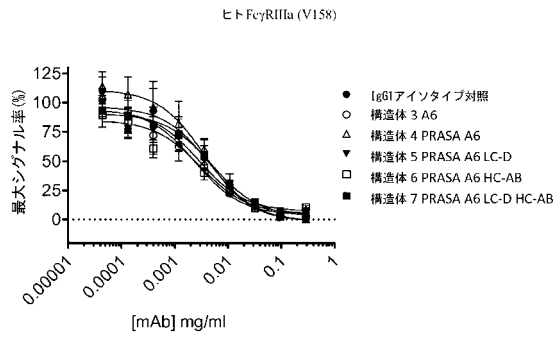 ヒトFcγRIIIa (V158)
最大シグナル率(%)
125
100
75
50
25
0
0.00001
0.0001
0.001
0.01
0.1
1
[mAb] mg/ml
IgG1アイソタイプ対照
構造体 3 A6
構造体 4 PRASA A6
構造体 5 PRASA A6 LC-D
構造体 6 PRASA A6 HC-AB
構造体 7 PRASA A6 LC-D HC-AB